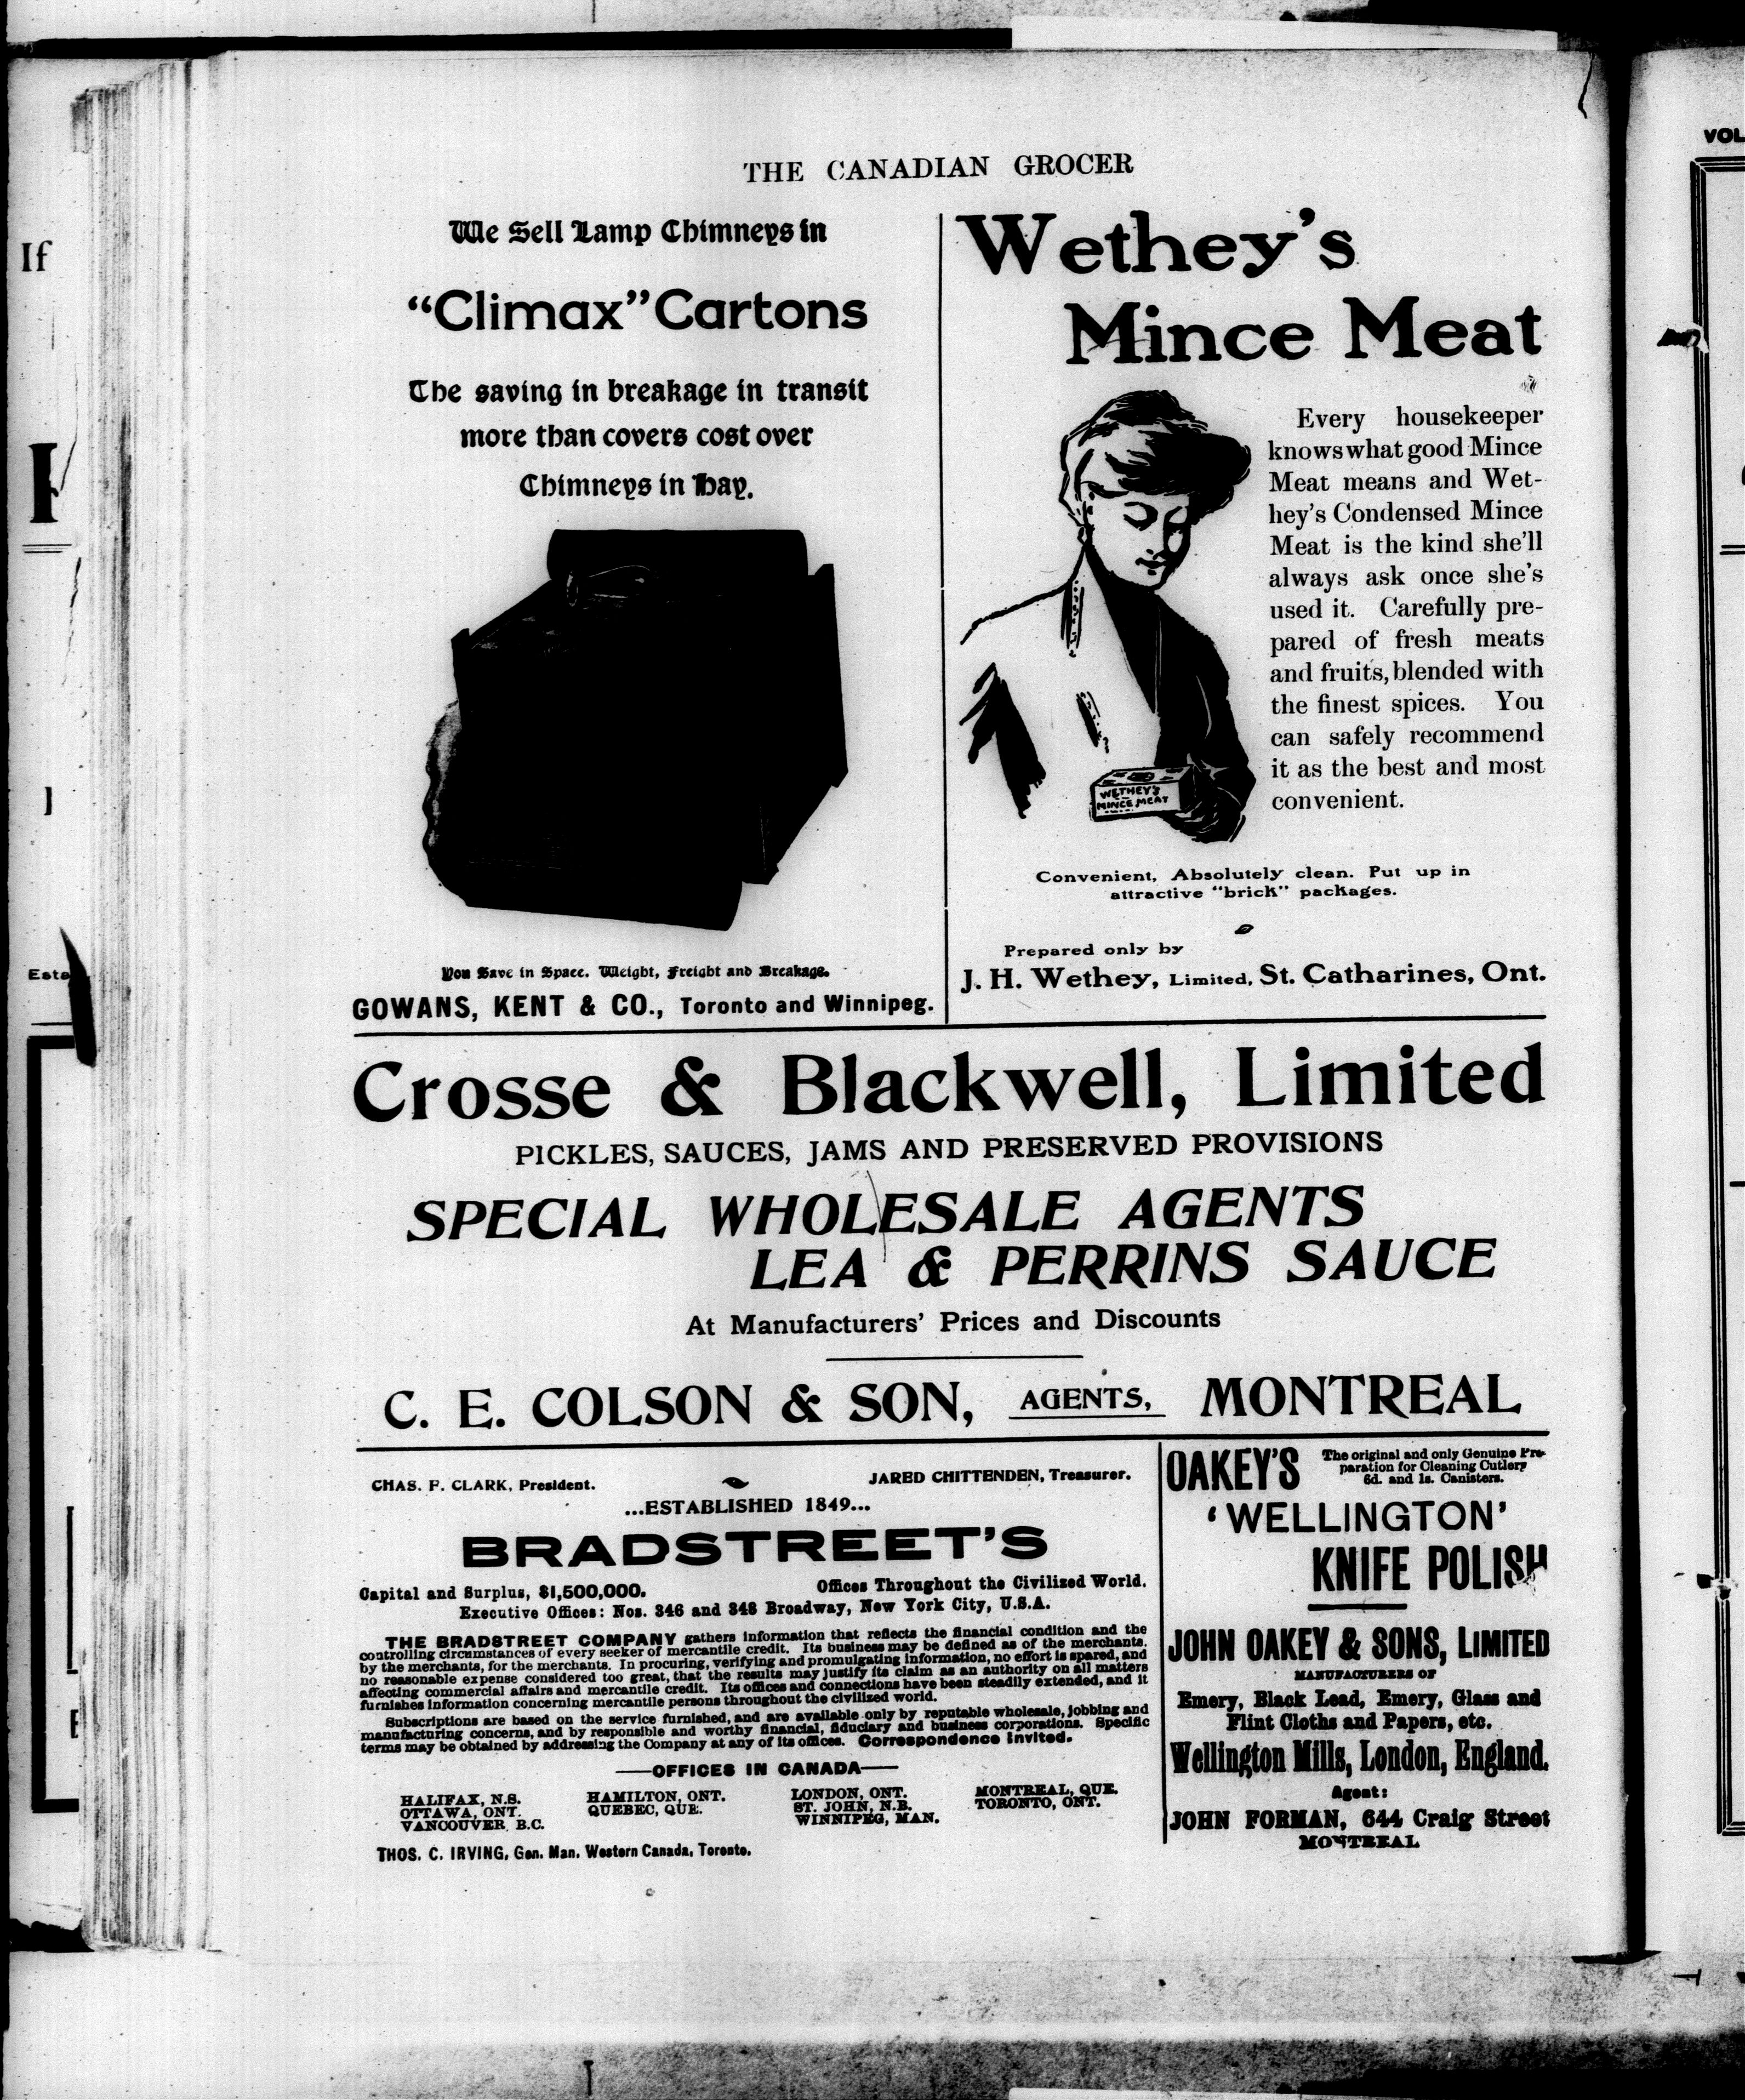 THE CANADIAN GROCER
We Sell Lamp Chimneys in
“Climax” Cartons
The saving in breakage in transit
more than covers cost over
Chimneys in Hay.
You Save in Space. Weight, Freight and Breakage.
GOWANS, KENT & CO., Toronto and Winnipeg.
Wethey’s
Mince Meat
Every housekeeper
knows what good Mince
Meat means and Wet-
hey’s Condensed Mince
Meat is the kind she’ll
always ask once she’s
used it. Carefully pre-
pared of fresh meats
and fruits, blended with
the finest spices. You
can safely recommend
it as the best and most
convenient.
WETHEY'S
MINCE MEAT
Convenient, Absolutely clean. Put up in
attractive “brick” packages.
Prepared only by
J. H. Wethey, Limited, St. Catharines, Ont.
Crosse & Blackwell, Limited
PICKLES, SAUCES, JAMS AND PRESERVED PROVISIONS
SPECIAL WHOLESALE AGENTS
LEA & PERRINS SAUCE
At Manufacturers’ Prices and Discounts
C. E. COLSON & SON, AGENTS, MONTREAL
CHAS. F. CLARK, President. JARED CHITTENDEN, Treasurer.
...ESTABLISHED 1849...
BRADSTREET’S
Capital and Surplus, $1,500,000. Offices Throughout the Civilized World.
Executive Offices: Nos. 346 and 348 Broadway, New York City, U.S.A.
THE BRADSTREET COMPANY gathers information that reflects the financial condition and the
controlling circumstances of every seeker of mercantile credit. Its business may be defined as of the merchants,
by the merchants, for the merchants. In procuring, verifying and promulgating information, no effort is spared, and
no reasonable expense considered too great, that the results may justify its claim as an authority on all matters
affecting commercial affairs and mercantile credit. Its offices and connections have been steadily extended, and it
furnishes information concerning mercantile persons throughout the civilized world.
Subscriptions are based on the service furnished, and are available only by reputable wholesale, jobbing and
manufacturing concerns, and by responsible and worthy financial, fiduciary and business corporations. Specific
terms may be obtained by addressing the Company at any of its offices. Correspondence Invited.
—OFFICES IN CANADA—
HALIFAX, N.S. HAMILTON, ONT. LONDON, ONT. MONTREAL, QUE.
OTTAWA, ONT. QUEBEC, QUE. ST. JOHN, N.B. TORONTO, ONT.
VANCOUVER, B.C. WINNIPEG, MAN.
THOS. C. IRVING, Gen. Man. Western Canada, Toronto.
OAKEY’S
The original and only Genuine Pre-
paration for Cleaning Cutlery
6d. and 1s. Canisters.
‘WELLINGTON’
KNIFE POLISH
JOHN OAKEY & SONS, LIMITED
MANUFACTURERS OF
Emery, Black Lead, Emery, Glass and
Flint Cloths and Papers, etc.
Wellington Mills, London, England.
Agent:
JOHN FORMAN, 644 Craig Street
MONTREAL
If
Esta
VOL